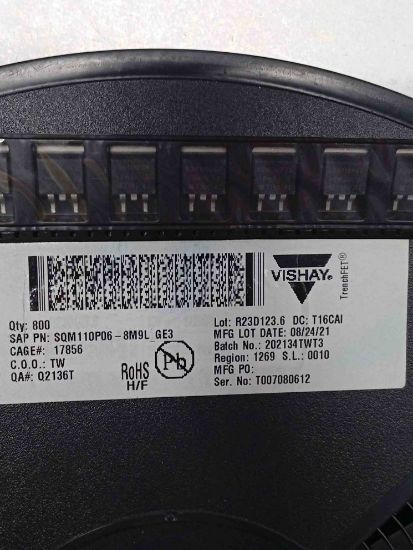 VISHAY®
TrenchFET®
Qty: 800
SAP PN: SQM110P06-8M9L_GE3
CAGE#: 17856
C.O.O.: TW
QA#: Q2136T
RoHS
H/F
Pb
Lot: R23D123.6 DC: T16CAI
MFG LOT DATE: 08/24/21
Batch No.: 202134TWT3
Region: 1269 S.L.: 0010
MFG PO:
Ser. No: T007080612